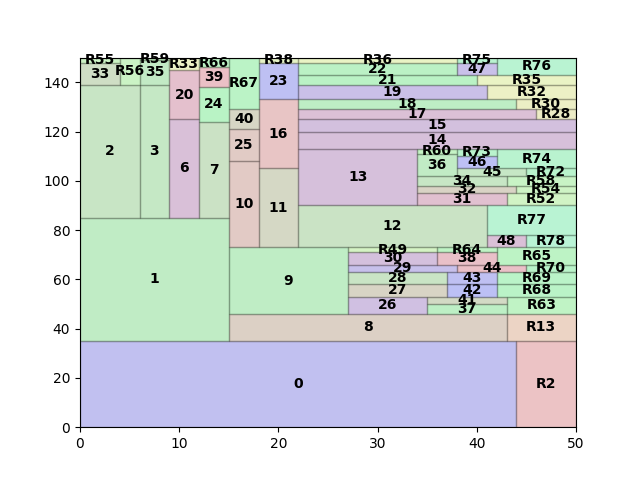 R55 R59 R33 R66 R38 R36 R75
33 R56 35 39 R67 23 22 47 R76
140 20 24 21 R35
19 R32
18 R30
120 40 16 17 R28
15
25 14
100 2 3 6 7 10 13 R60 R73
36 46 R74
45 R72
34 R58
32 R54
31 R52
80 11 12 R77
48 R78
60 1 9 R49 R64 R65
30 38
29 44 R70
28 43 R69
27 42 R68
40 26 41 R63
37
8 R13
20 0 R2
0
0 10 20 30 40 50